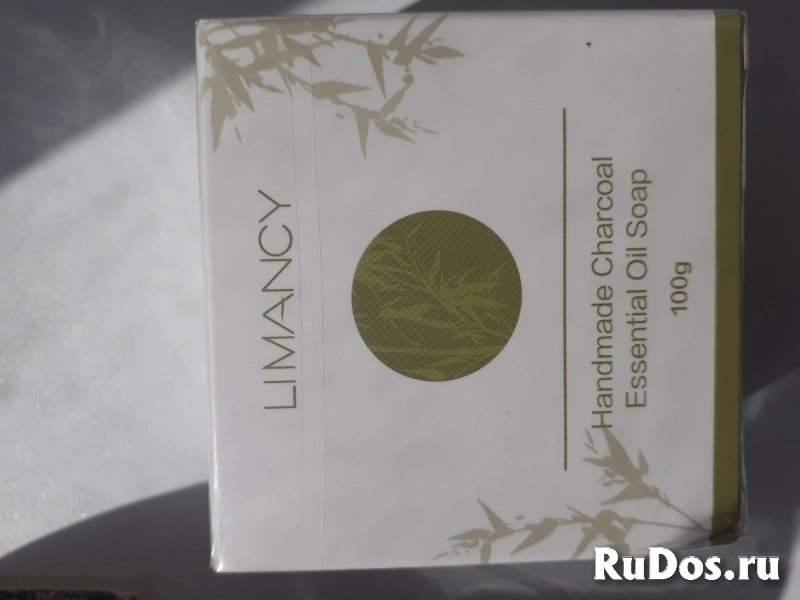 LIMANCY
Handmade Charcoal
Essential Oil Soap
100g
RuDos.ru